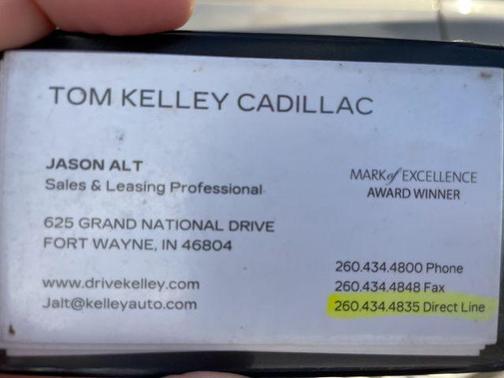 TOM KELLEY CADILLAC
JASON ALT
Sales & Leasing Professional
MARK of EXCELLENCE
AWARD WINNER
625 GRAND NATIONAL DRIVE
FORT WAYNE, IN 46804
www.drivekelley.com
Jalt@kelleyauto.com
260.434.4800 Phone
260.434.4848 Fax
260.434.4835 Direct Line